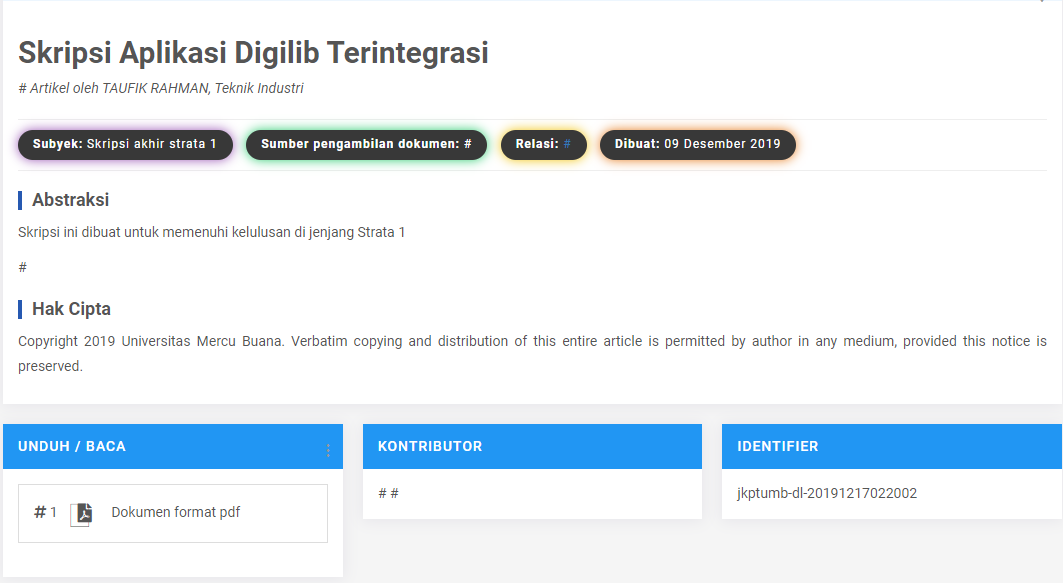 Skripsi Aplikasi Digilib Terintegrasi
# Artikel oleh TAUFIK RAHMAN, Teknik Industri
Subyek: Skripsi akhir strata 1
Sumber pengambilan dokumen: #
Relasi: #
Dibuat: 09 Desember 2019
Abstraksi
Skripsi ini dibuat untuk memenuhi kelulusan di jenjang Strata 1
#
Hak Cipta
Copyright 2019 Universitas Mercu Buana. Verbatim copying and distribution of this entire article is permitted by author in any medium, provided this notice is
preserved.
UNDUH / BACA
# 1 Dokumen format pdf
KONTRIBUTOR
# #
IDENTIFIER
jkptumb-dl-20191217022002